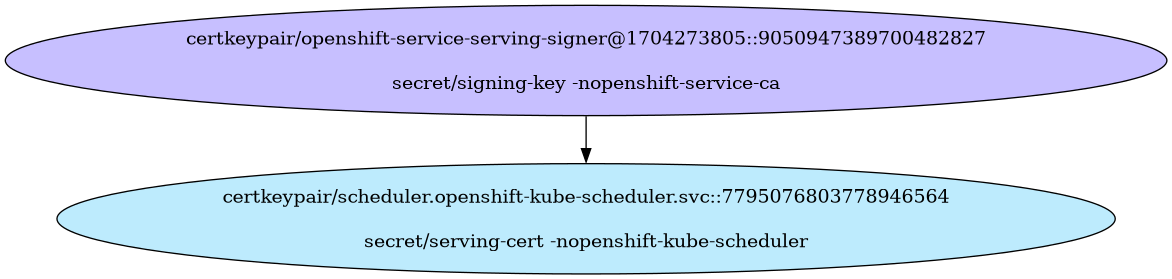 certkeypair/openshift-service-serving-signer@1704273805::9050947389700482827
secret/signing-key -nopenshift-service-ca
certkeypair/scheduler.openshift-kube-scheduler.svc::7795076803778946564
secret/serving-cert -nopenshift-kube-scheduler